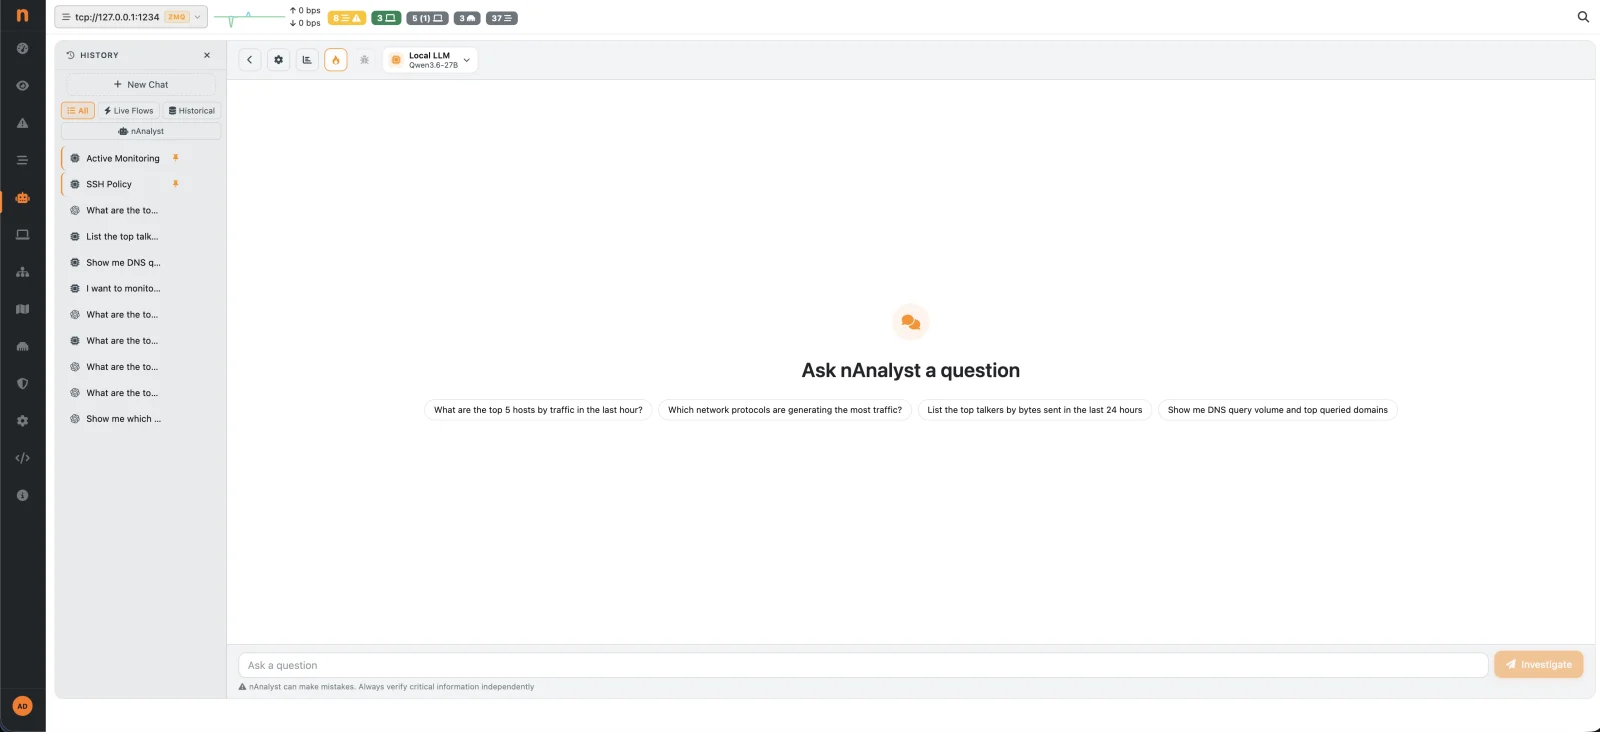 n
tcp://127.0.0.1:1234 ZMQ
↑ 0 bps
↓ 0 bps
8
3
5 (1)
3
37
HISTORY
+ New Chat
All
Live Flows
Historical
nAnalyst
Active Monitoring
SSH Policy
What are the to...
List the top talk...
Show me DNS q...
I want to monito...
What are the to...
What are the to...
What are the to...
What are the to...
Show me which ...
Local LLM
Qwen3.6-27B
Ask nAnalyst a question
What are the top 5 hosts by traffic in the last hour?
Which network protocols are generating the most traffic?
List the top talkers by bytes sent in the last 24 hours
Show me DNS query volume and top queried domains
Ask a question
Investigate
nAnalyst can make mistakes. Always verify critical information independently
AD